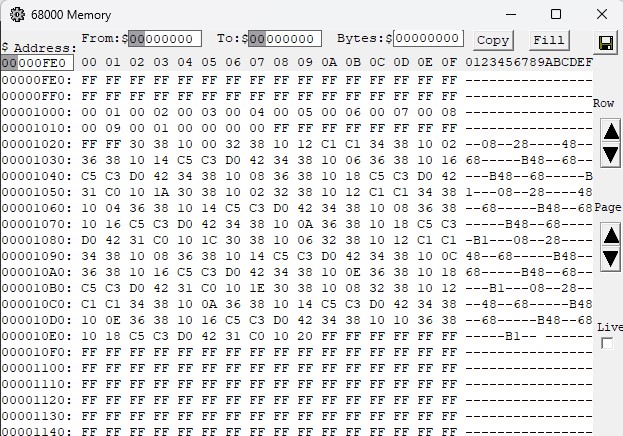 68000 Memory
From:$00000000 To:$00000000 Bytes:$00000000 Copy Fill
$ Address:
00000FE0 00 01 02 03 04 05 06 07 08 09 0A 0B 0C 0D 0E 0F 0123456789ABCDEF
00000FE0: FF FF FF FF FF FF FF FF FF FF FF FF FF FF FF FF ----------------
00000FF0: FF FF FF FF FF FF FF FF FF FF FF FF FF FF FF FF ----------------
Row
00001000: 00 01 00 02 00 03 00 04 00 05 00 06 00 07 00 08 ----------------
00001010: 00 09 00 01 00 00 00 00 FF FF FF FF FF FF FF FF ----------------
00001020: FF FF 30 38 10 00 32 38 10 12 C1 C1 34 38 10 02 --08--28----48--
00001030: 36 38 10 14 C5 C3 D0 42 34 38 10 06 36 38 10 16 68-----B48--68--
00001040: C5 C3 D0 42 34 38 10 08 36 38 10 18 C5 C3 D0 42 ---B48--68-----B
00001050: 31 C0 10 1A 30 38 10 02 32 38 10 12 C1 C1 34 38 1---08--28----48
00001060: 10 04 36 38 10 14 C5 C3 D0 42 34 38 10 08 36 38 --68-----B48--68
Page
00001070: 10 16 C5 C3 D0 42 34 38 10 0A 36 38 10 18 C5 C3 -----B48--68----
00001080: D0 42 31 C0 10 1C 30 38 10 06 32 38 10 12 C1 C1 -B1---08--28----
00001090: 34 38 10 08 36 38 10 14 C5 C3 D0 42 34 38 10 0C 48--68-----B48--
000010A0: 36 38 10 16 C5 C3 D0 42 34 38 10 0E 36 38 10 18 68-----B48--68--
000010B0: C5 C3 D0 42 31 C0 10 1E 30 38 10 08 32 38 10 12 ---B1---08--28--
000010C0: C1 C1 34 38 10 0A 36 38 10 14 C5 C3 D0 42 34 38 --48--68-----B48
000010D0: 10 0E 36 38 10 16 C5 C3 D0 42 34 38 10 10 36 38 --68-----B48--68
Live
000010E0: 10 18 C5 C3 D0 42 31 C0 10 20 FF FF FF FF FF FF -----B1-- ------
000010F0: FF FF FF FF FF FF FF FF FF FF FF FF FF FF FF FF ----------------
00001100: FF FF FF FF FF FF FF FF FF FF FF FF FF FF FF FF ----------------
00001110: FF FF FF FF FF FF FF FF FF FF FF FF FF FF FF FF ----------------
00001120: FF FF FF FF FF FF FF FF FF FF FF FF FF FF FF FF ----------------
00001130: FF FF FF FF FF FF FF FF FF FF FF FF FF FF FF FF ----------------
00001140: FF FF FF FF FF FF FF FF FF FF FF FF FF FF FF FF ----------------